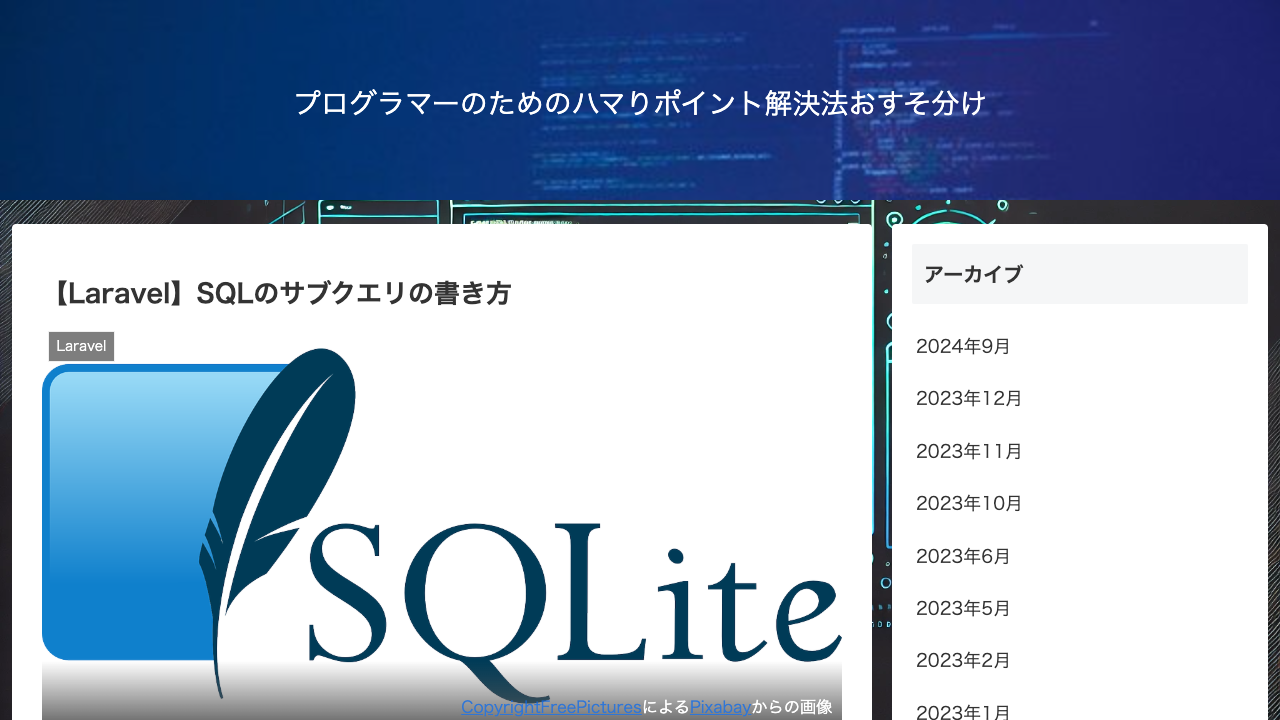 プログラマーのためのハマりポイント解決法おすそ分け
【Laravel】SQLのサブクエリの書き方
Laravel
SQLite
CopyrightFreePicturesによるPixabayからの画像
アーカイブ
2024年9月
2023年12月
2023年11月
2023年10月
2023年6月
2023年5月
2023年2月
2023年1月